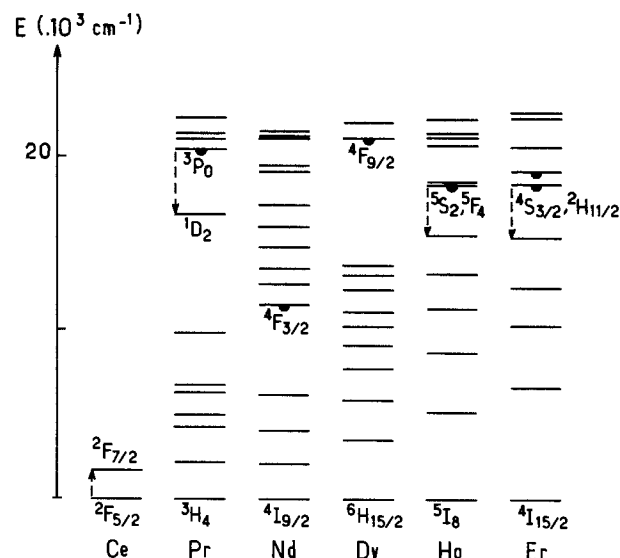 E (.10³ cm⁻¹)
20
³P₀
¹D₂
⁴F₃/₂
⁴F₉/₂
⁵S₂,⁵F₄
⁴S₃/₂,²H₁₁/₂
²F₇/₂
²F₅/₂ ³H₄ ⁴I₉/₂ ⁶H₁₅/₂ ⁵I₈ ⁴I₁₅/₂
Ce Pr Nd Dy Ho Er